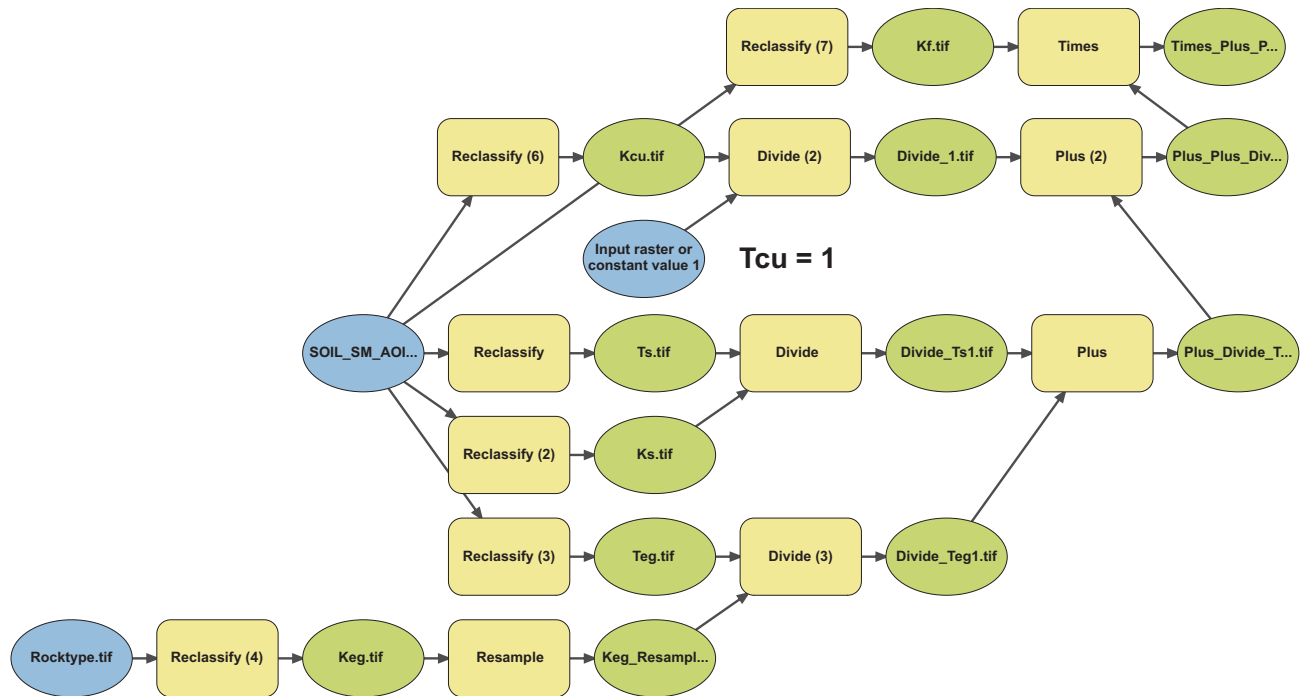 Reclassify (7)
Kf.tif
Times
Times_Plus_P...
Reclassify (6)
Kcu.tif
Divide (2)
Divide_1.tif
Plus (2)
Plus_Plus_Div...
Input raster or
constant value 1
Tcu = 1
SOIL_SM_AOI...
Reclassify
Ts.tif
Divide
Divide_Ts1.tif
Plus
Plus_Divide_T...
Reclassify (2)
Ks.tif
Reclassify (3)
Teg.tif
Divide (3)
Divide_Teg1.tif
Rocktype.tif
Reclassify (4)
Keg.tif
Resample
Keg_Resampl...